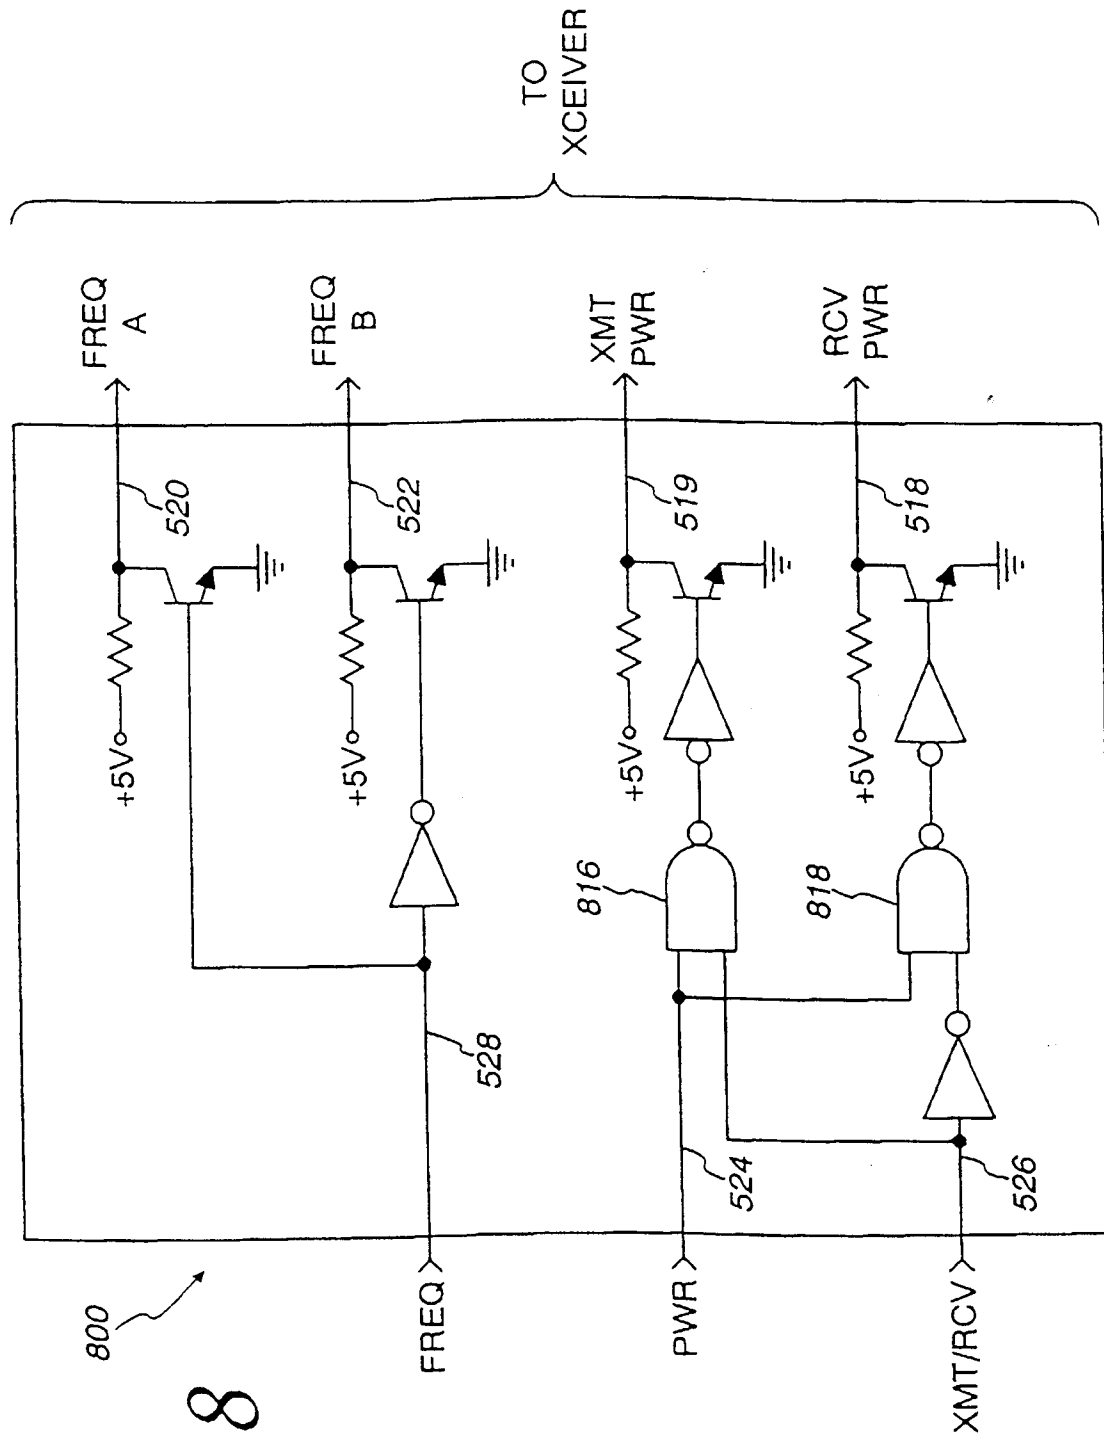 8
800
FREQ
PWR
XMT/RCV
528
524
526
816
818
+5V
+5V
+5V
+5V
520
522
519
518
FREQ
A
FREQ
B
XMT
PWR
RCV
PWR
TO
XCEIVER